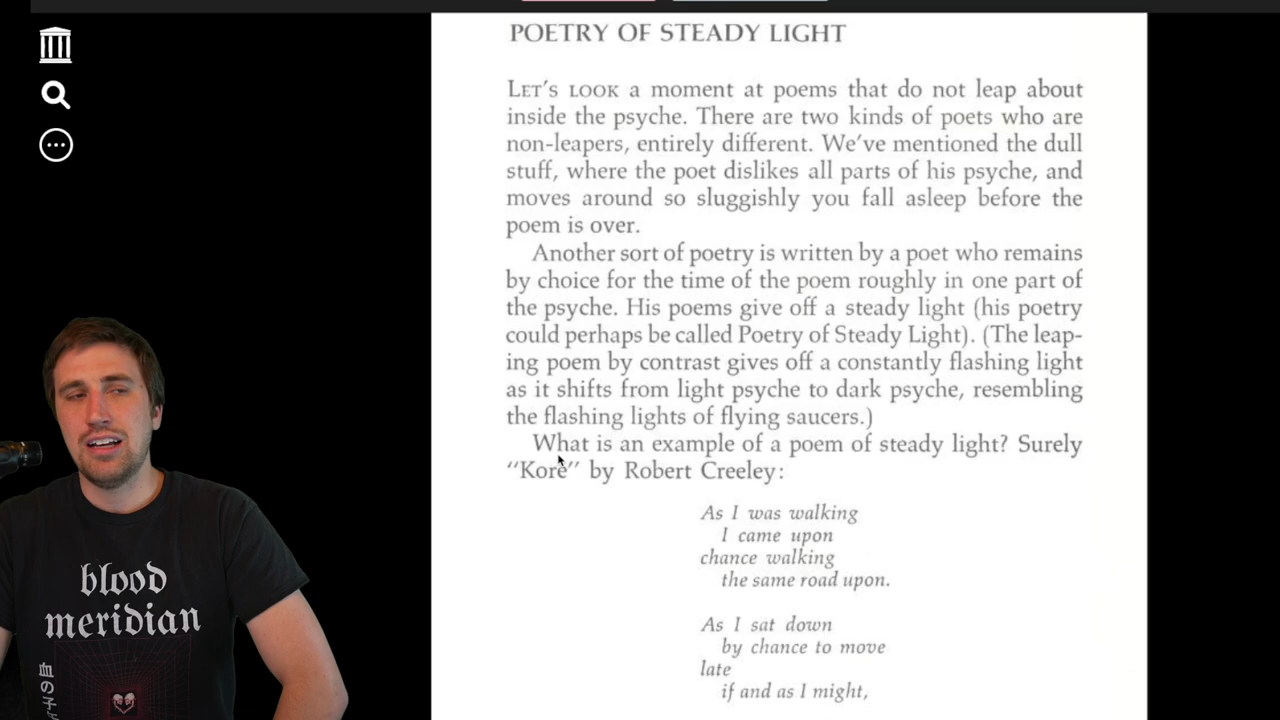 POETRY OF STEADY LIGHT
LET'S LOOK a moment at poems that do not leap about
inside the psyche. There are two kinds of poets who are
non-leapers, entirely different. We've mentioned the dull
stuff, where the poet dislikes all parts of his psyche, and
moves around so sluggishly you fall asleep before the
poem is over.
Another sort of poetry is written by a poet who remains
by choice for the time of the poem roughly in one part of
the psyche. His poems give off a steady light (his poetry
could perhaps be called Poetry of Steady Light). (The leap-
ing poem by contrast gives off a constantly flashing light
as it shifts from light psyche to dark psyche, resembling
the flashing lights of flying saucers.)
What is an example of a poem of steady light? Surely
"Kore" by Robert Creeley:
As I was walking
I came upon
chance walking
the same road upon.
As I sat down
by chance to move
late
if and as I might,
blood
meridian